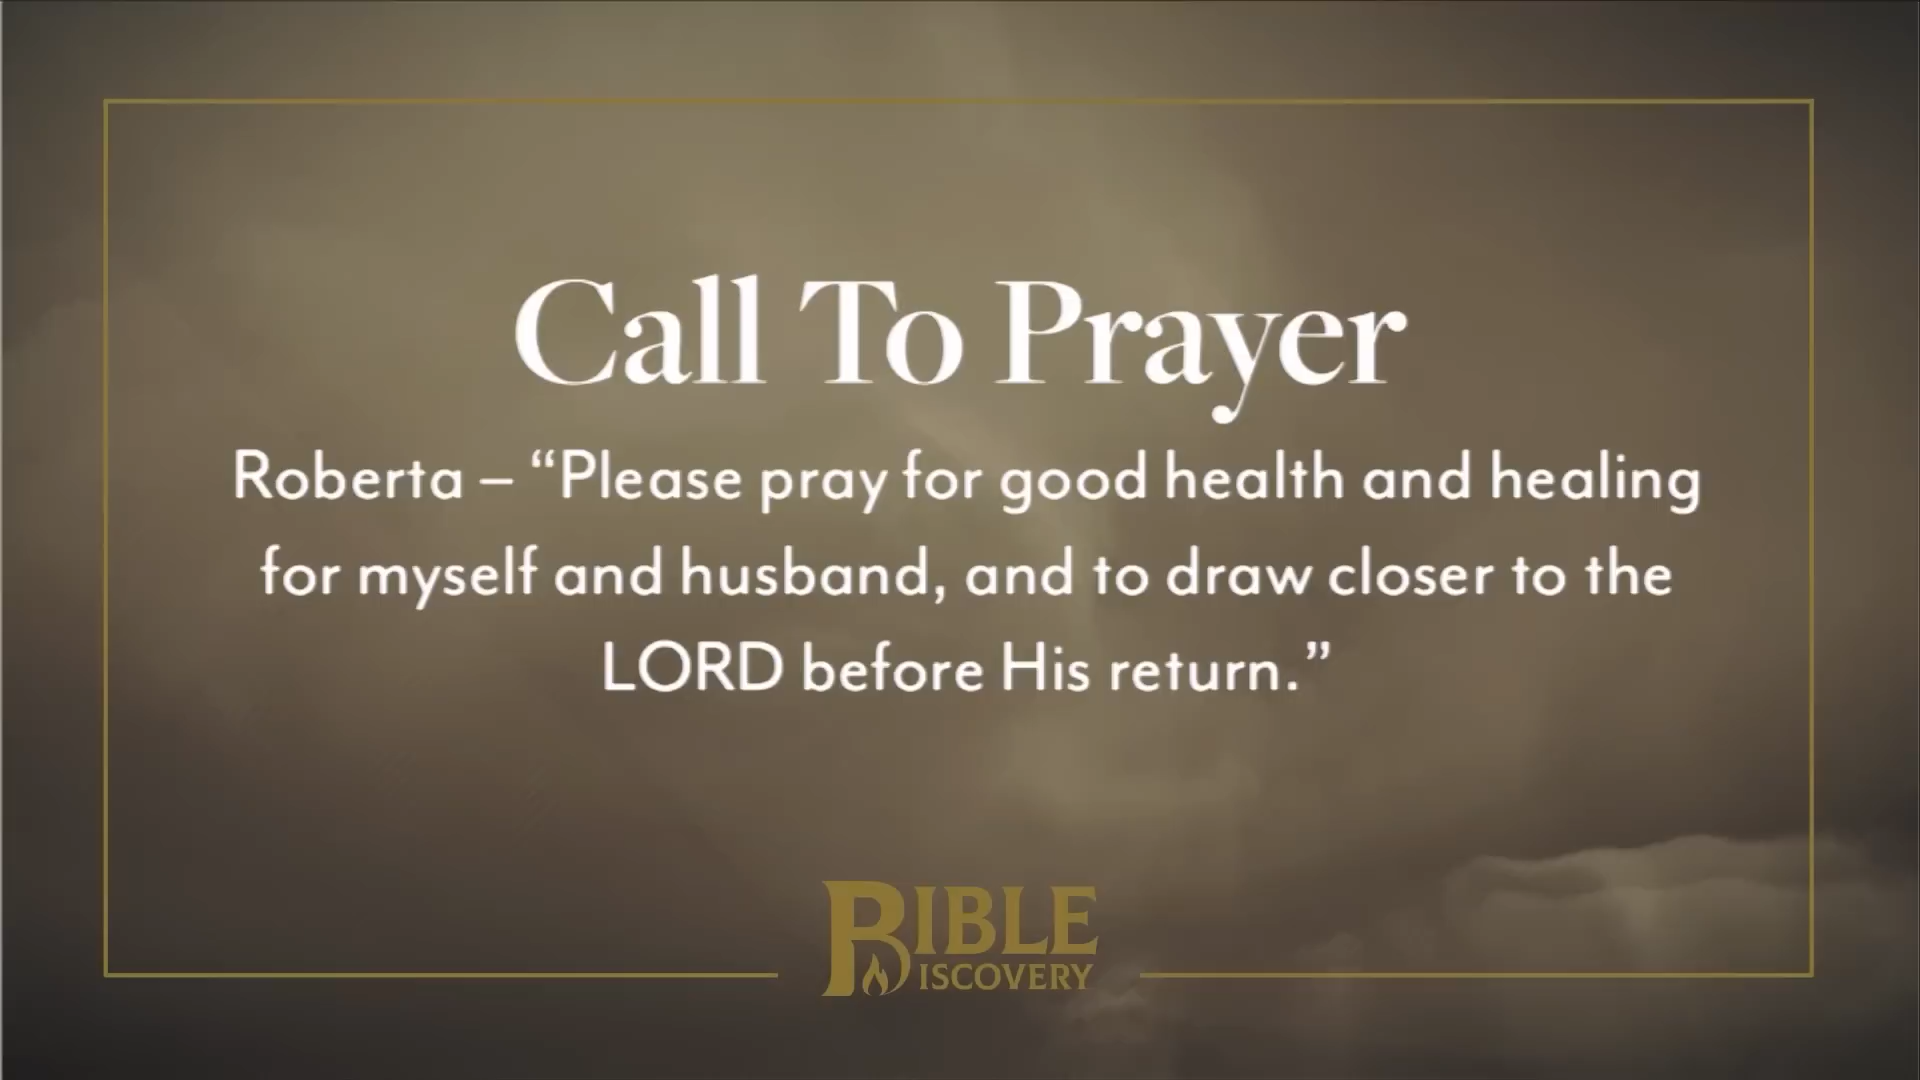 Call To Prayer
Roberta – “Please pray for good health and healing
for myself and husband, and to draw closer to the
LORD before His return.”
BIBLE
DISCOVERY